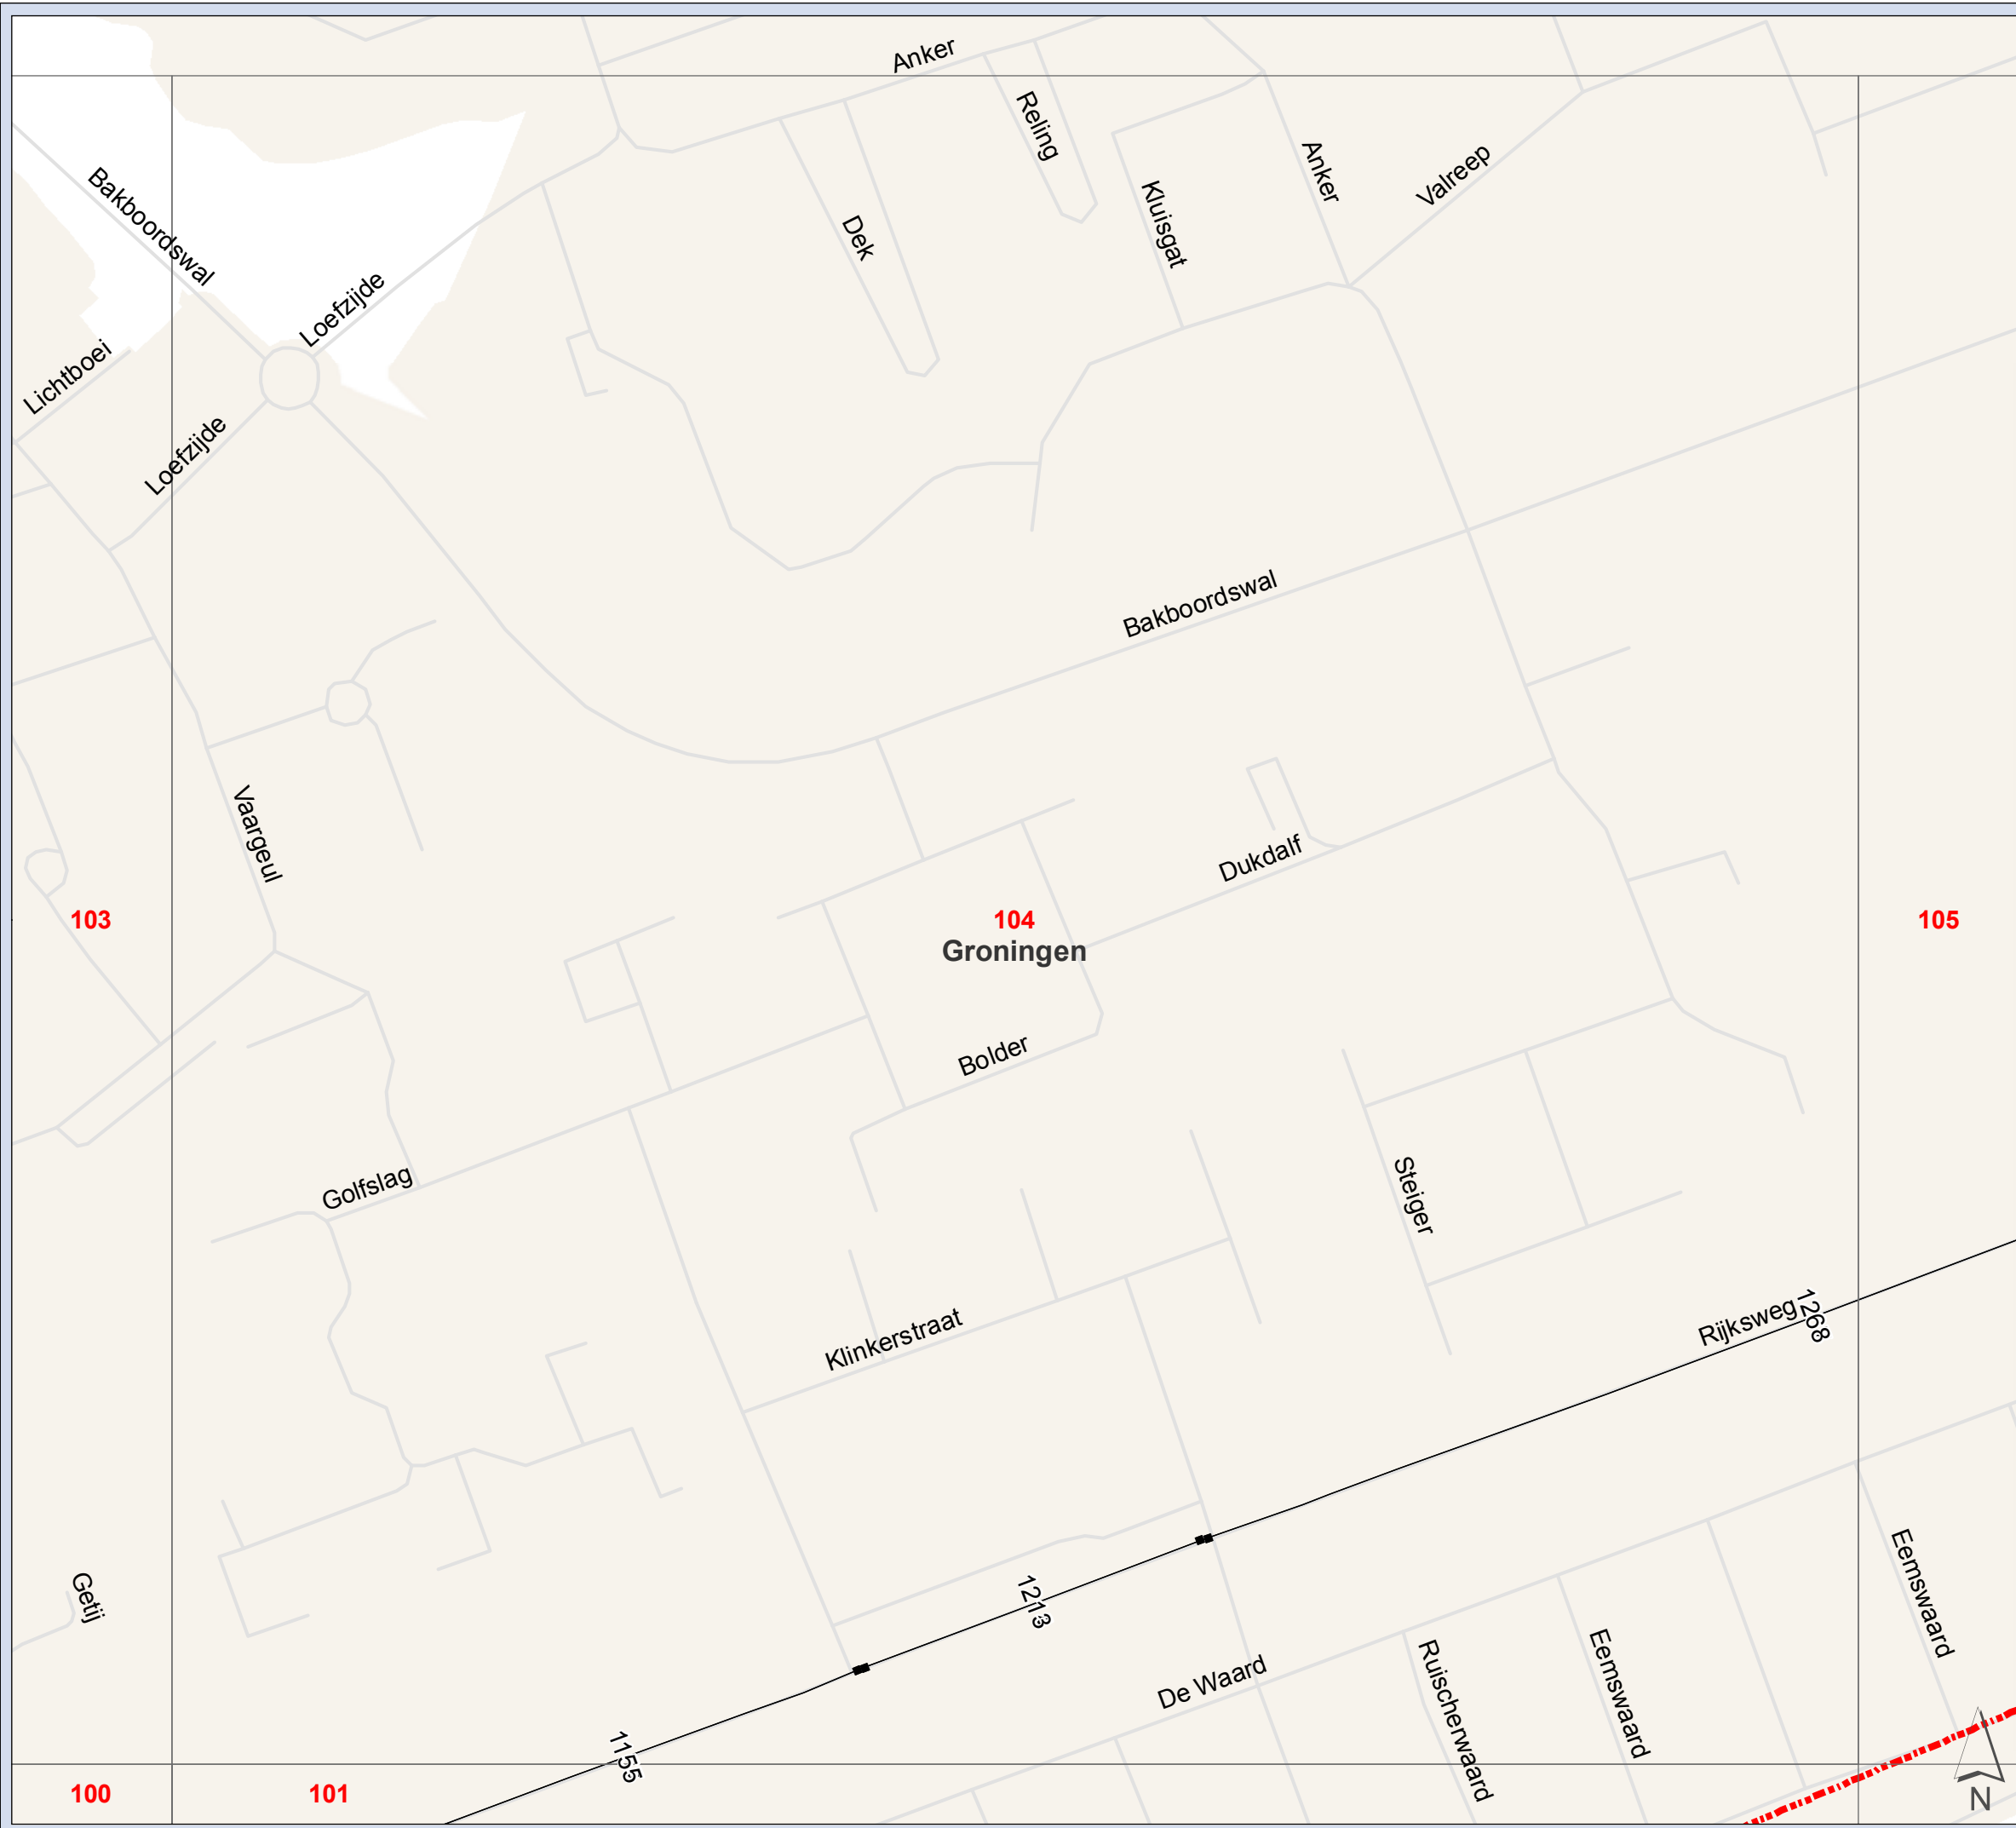 Anker
Reling
Anker
Valreep
Bakboordswal
Kluisgat
Dek
Loefzijde
Lichtboei
Loefzijde
Bakboordswal
Vaargeul
Dukdalf
103
104
105
Groningen
Bolder
Golfslag
Steiger
Klinkerstraat
Rijksweg
1268
Getij
1213
Eemswaard
De Waard
Ruischerwaard
Eemswaard
1155
100
101
N